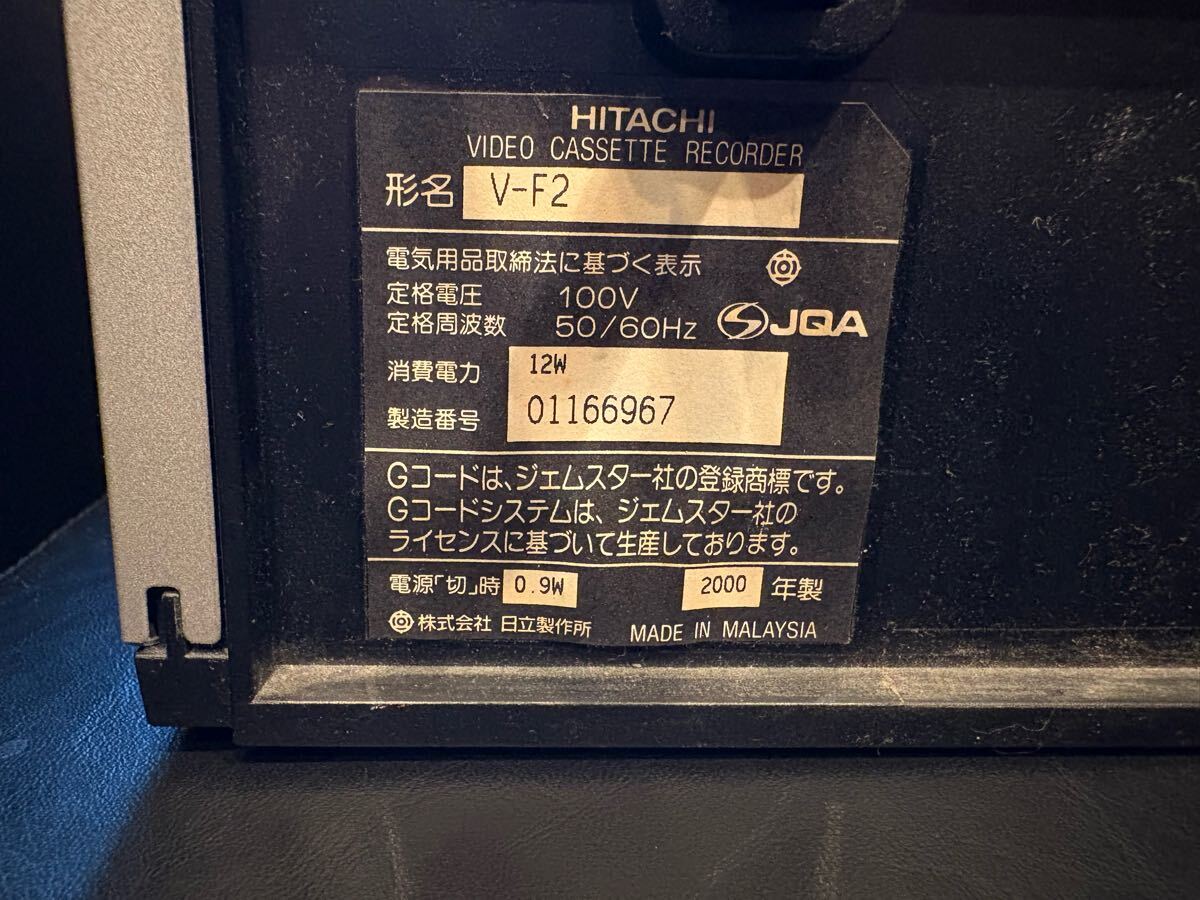 HITACHI
VIDEO CASSETTE RECORDER
形名 V-F2
電気用品取締法に基づく表示
定格電圧 100V
定格周波数 50/60Hz JQA
消費電力 12W
製造番号 01166967
Gコードは、ジェムスター社の登録商標です。
Gコードシステムは、ジェムスター社の
ライセンスに基づいて生産しております。
電源「切」時 0.9W 2000 年製
株式会社 日立製作所 MADE IN MALAYSIA